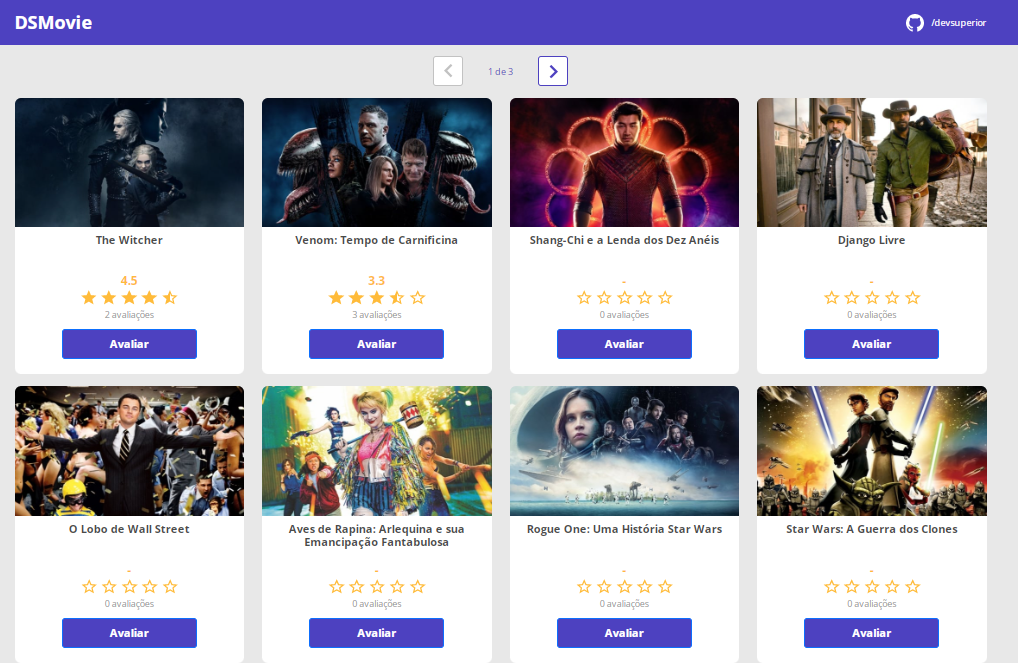 DSMovie
/devsuperior
1 de 3
The Witcher
4.5
2 avaliações
Avaliar
Venom: Tempo de Carnificina
3.3
3 avaliações
Avaliar
Shang-Chi e a Lenda dos Dez Anéis
-
0 avaliações
Avaliar
Django Livre
-
0 avaliações
Avaliar
O Lobo de Wall Street
-
0 avaliações
Avaliar
Aves de Rapina: Arlequina e sua
Emancipação Fantabulosa
-
0 avaliações
Avaliar
Rogue One: Uma História Star Wars
-
0 avaliações
Avaliar
Star Wars: A Guerra dos Clones
-
0 avaliações
Avaliar